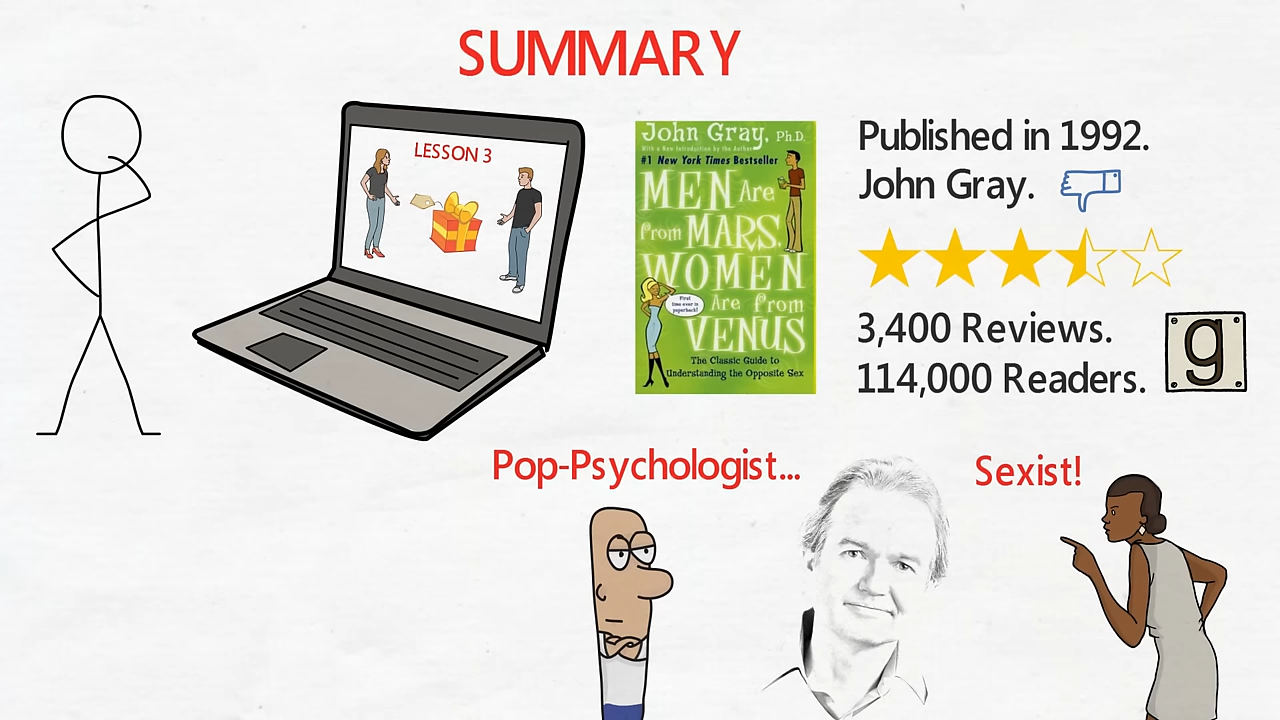 SUMMARY
LESSON 3
John Gray, Ph.D.
With a New Introduction by the Author
#1 New York Times Bestseller
MEN Are
from MARS,
WOMEN
Are from
VENUS
First
time ever in
paperback!
The Classic Guide to
Understanding the Opposite Sex
Published in 1992.
John Gray.
3,400 Reviews.
114,000 Readers.
g
Pop-Psychologist...
Sexist!